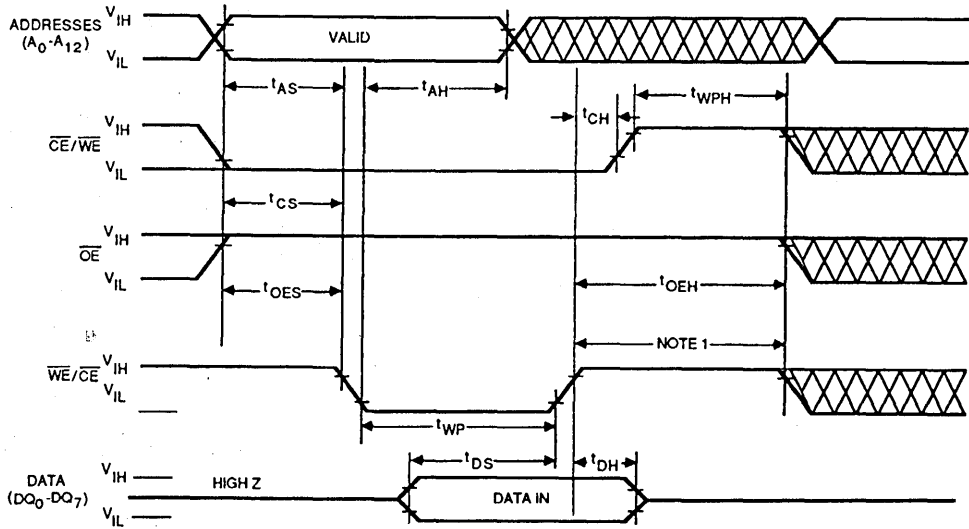 ADDRESSES
(A0-A12)
VIH
VIL
VALID
tAS
tAH
tCH
tWPH
CE/WE
VIH
VIL
tCS
OE
VIH
VIL
tOES
tOEH
NOTE 1
WE/CE
VIH
VIL
tWP
tDS
tDH
DATA
(DQ0-DQ7)
VIH
VIL
HIGH Z
DATA IN